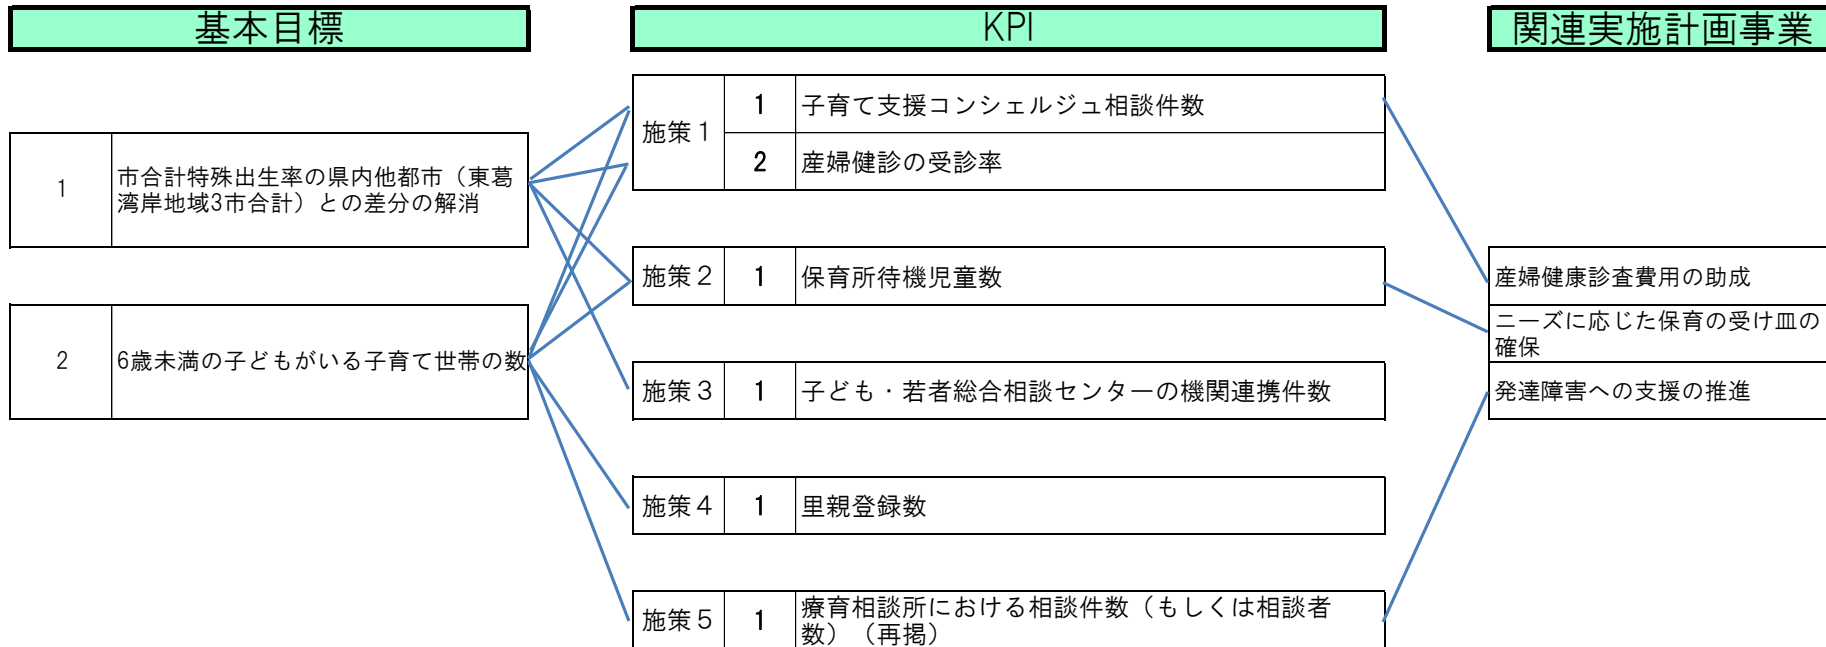 基本目標
KPI
関連実施計画事業
1
市合計特殊出生率の県内他都市（東葛
湾岸地域3市合計）との差分の解消
2
6歳未満の子どもがいる子育て世帯の数
施策１
1
子育て支援コンシェルジュ相談件数
2
産婦健診の受診率
施策２
1
保育所待機児童数
施策３
1
子ども・若者総合相談センターの機関連携件数
施策４
1
里親登録数
施策５
1
療育相談所における相談件数（もしくは相談者
数）（再掲）
産婦健康診査費用の助成
ニーズに応じた保育の受け皿の
確保
発達障害への支援の推進